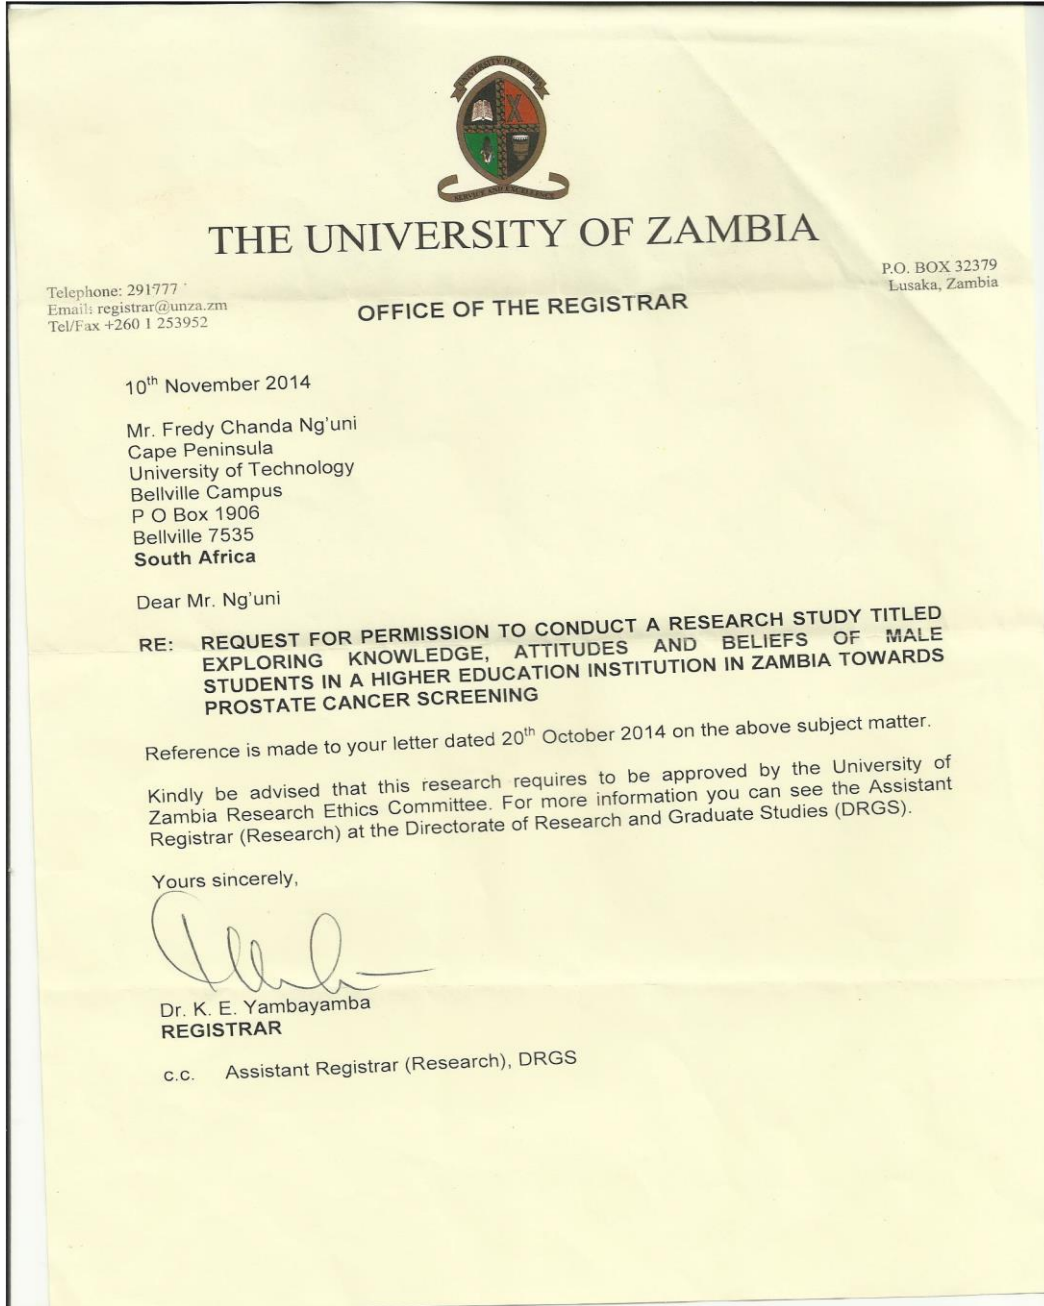 UNIVERSITY OF ZAMBIA
SERVICE AND EXCELLENCE
THE UNIVERSITY OF ZAMBIA
Telephone: 291777
Email: registrar@unza.zm
Tel/Fax +260 1 253952
P.O. BOX 32379
Lusaka, Zambia
OFFICE OF THE REGISTRAR
10th November 2014
Mr. Fredy Chanda Ng'uni
Cape Peninsula
University of Technology
Bellville Campus
P O Box 1906
Bellville 7535
South Africa
Dear Mr. Ng'uni
RE: REQUEST FOR PERMISSION TO CONDUCT A RESEARCH STUDY TITLED
EXPLORING KNOWLEDGE, ATTITUDES AND BELIEFS OF MALE
STUDENTS IN A HIGHER EDUCATION INSTITUTION IN ZAMBIA TOWARDS
PROSTATE CANCER SCREENING
Reference is made to your letter dated 20th October 2014 on the above subject matter.
Kindly be advised that this research requires to be approved by the University of
Zambia Research Ethics Committee. For more information you can see the Assistant
Registrar (Research) at the Directorate of Research and Graduate Studies (DRGS).
Yours sincerely,
Dr. K. E. Yambayamba
REGISTRAR
c.c. Assistant Registrar (Research), DRGS